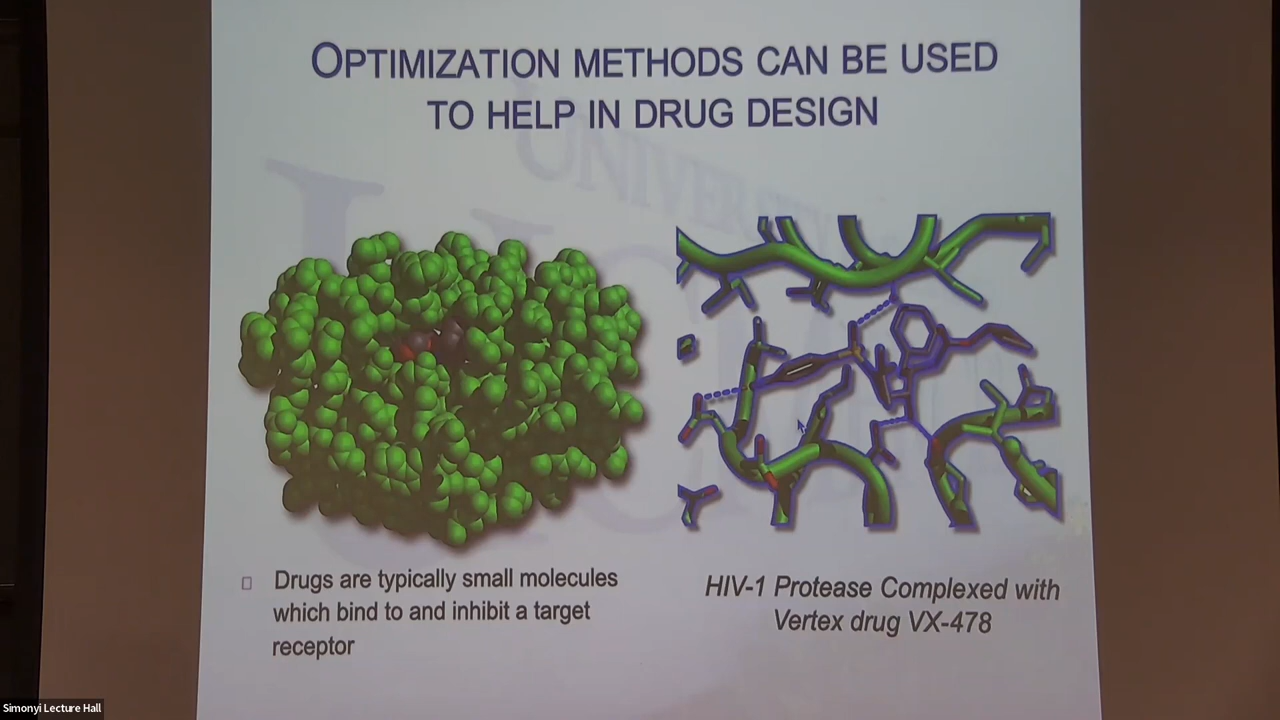 OPTIMIZATION METHODS CAN BE USED
TO HELP IN DRUG DESIGN
UNIVERSITY
Drugs are typically small molecules
which bind to and inhibit a target
receptor
HIV-1 Protease Complexed with
Vertex drug VX-478
Simonyi Lecture Hall